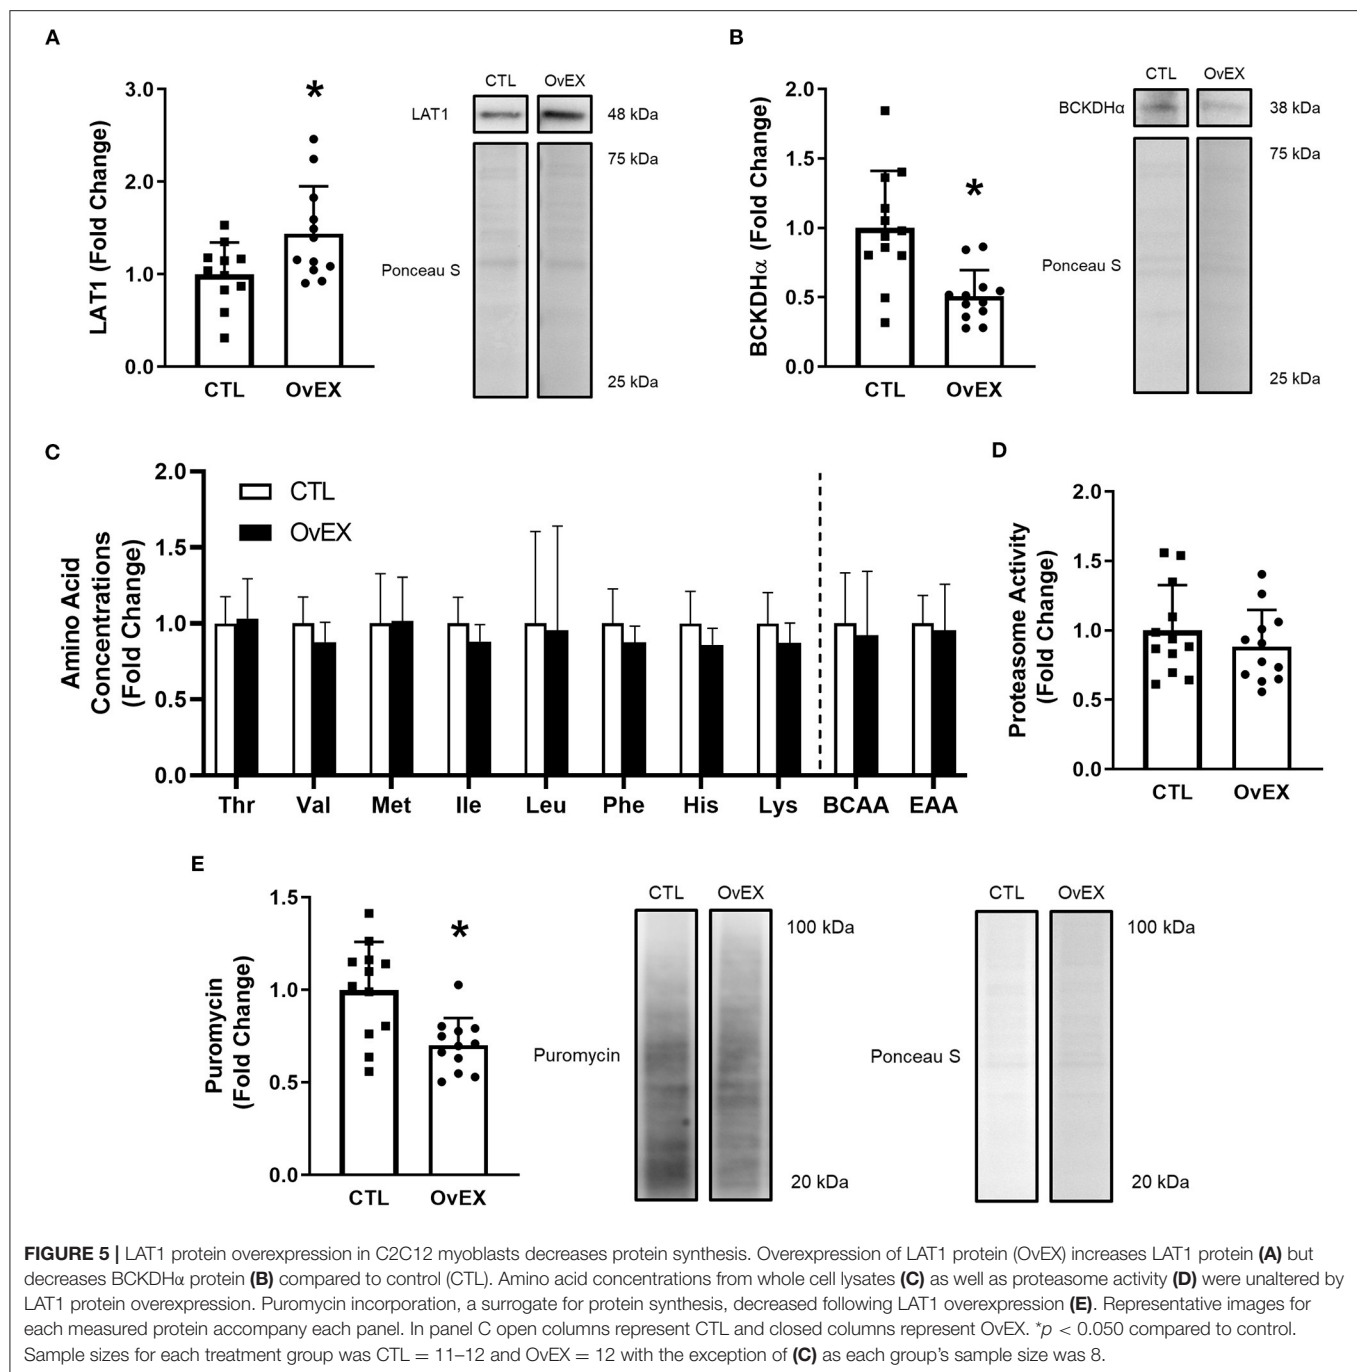 A
LAT1 (Fold Change)
3.0
2.0
1.0
0.0
*
CTL OvEX
CTL OvEX
LAT1
48 kDa
75 kDa
Ponceau S
25 kDa
B
BCKDHα (Fold Change)
2.0
1.5
1.0
0.5
0.0
*
CTL OvEX
CTL OvEX
BCKDHα
38 kDa
75 kDa
Ponceau S
25 kDa
C
Amino Acid
Concentrations
(Fold Change)
2.0
1.5
1.0
0.5
0.0
CTL
OvEX
Thr Val Met Ile Leu Phe His Lys BCAA EAA
D
Proteasome Activity
(Fold Change)
2.0
1.5
1.0
0.5
0.0
CTL OvEX
E
Puromycin
(Fold Change)
1.5
1.0
0.5
0.0
*
CTL OvEX
CTL OvEX
100 kDa
Puromycin
20 kDa
CTL OvEX
100 kDa
Ponceau S
20 kDa
FIGURE 5 | LAT1 protein overexpression in C2C12 myoblasts decreases protein synthesis. Overexpression of LAT1 protein (OvEX) increases LAT1 protein (A) but
decreases BCKDHα protein (B) compared to control (CTL). Amino acid concentrations from whole cell lysates (C) as well as proteasome activity (D) were unaltered by
LAT1 protein overexpression. Puromycin incorporation, a surrogate for protein synthesis, decreased following LAT1 overexpression (E). Representative images for
each measured protein accompany each panel. In panel C open columns represent CTL and closed columns represent OvEX. *p < 0.050 compared to control.
Sample sizes for each treatment group was CTL = 11–12 and OvEX = 12 with the exception of (C) as each group's sample size was 8.